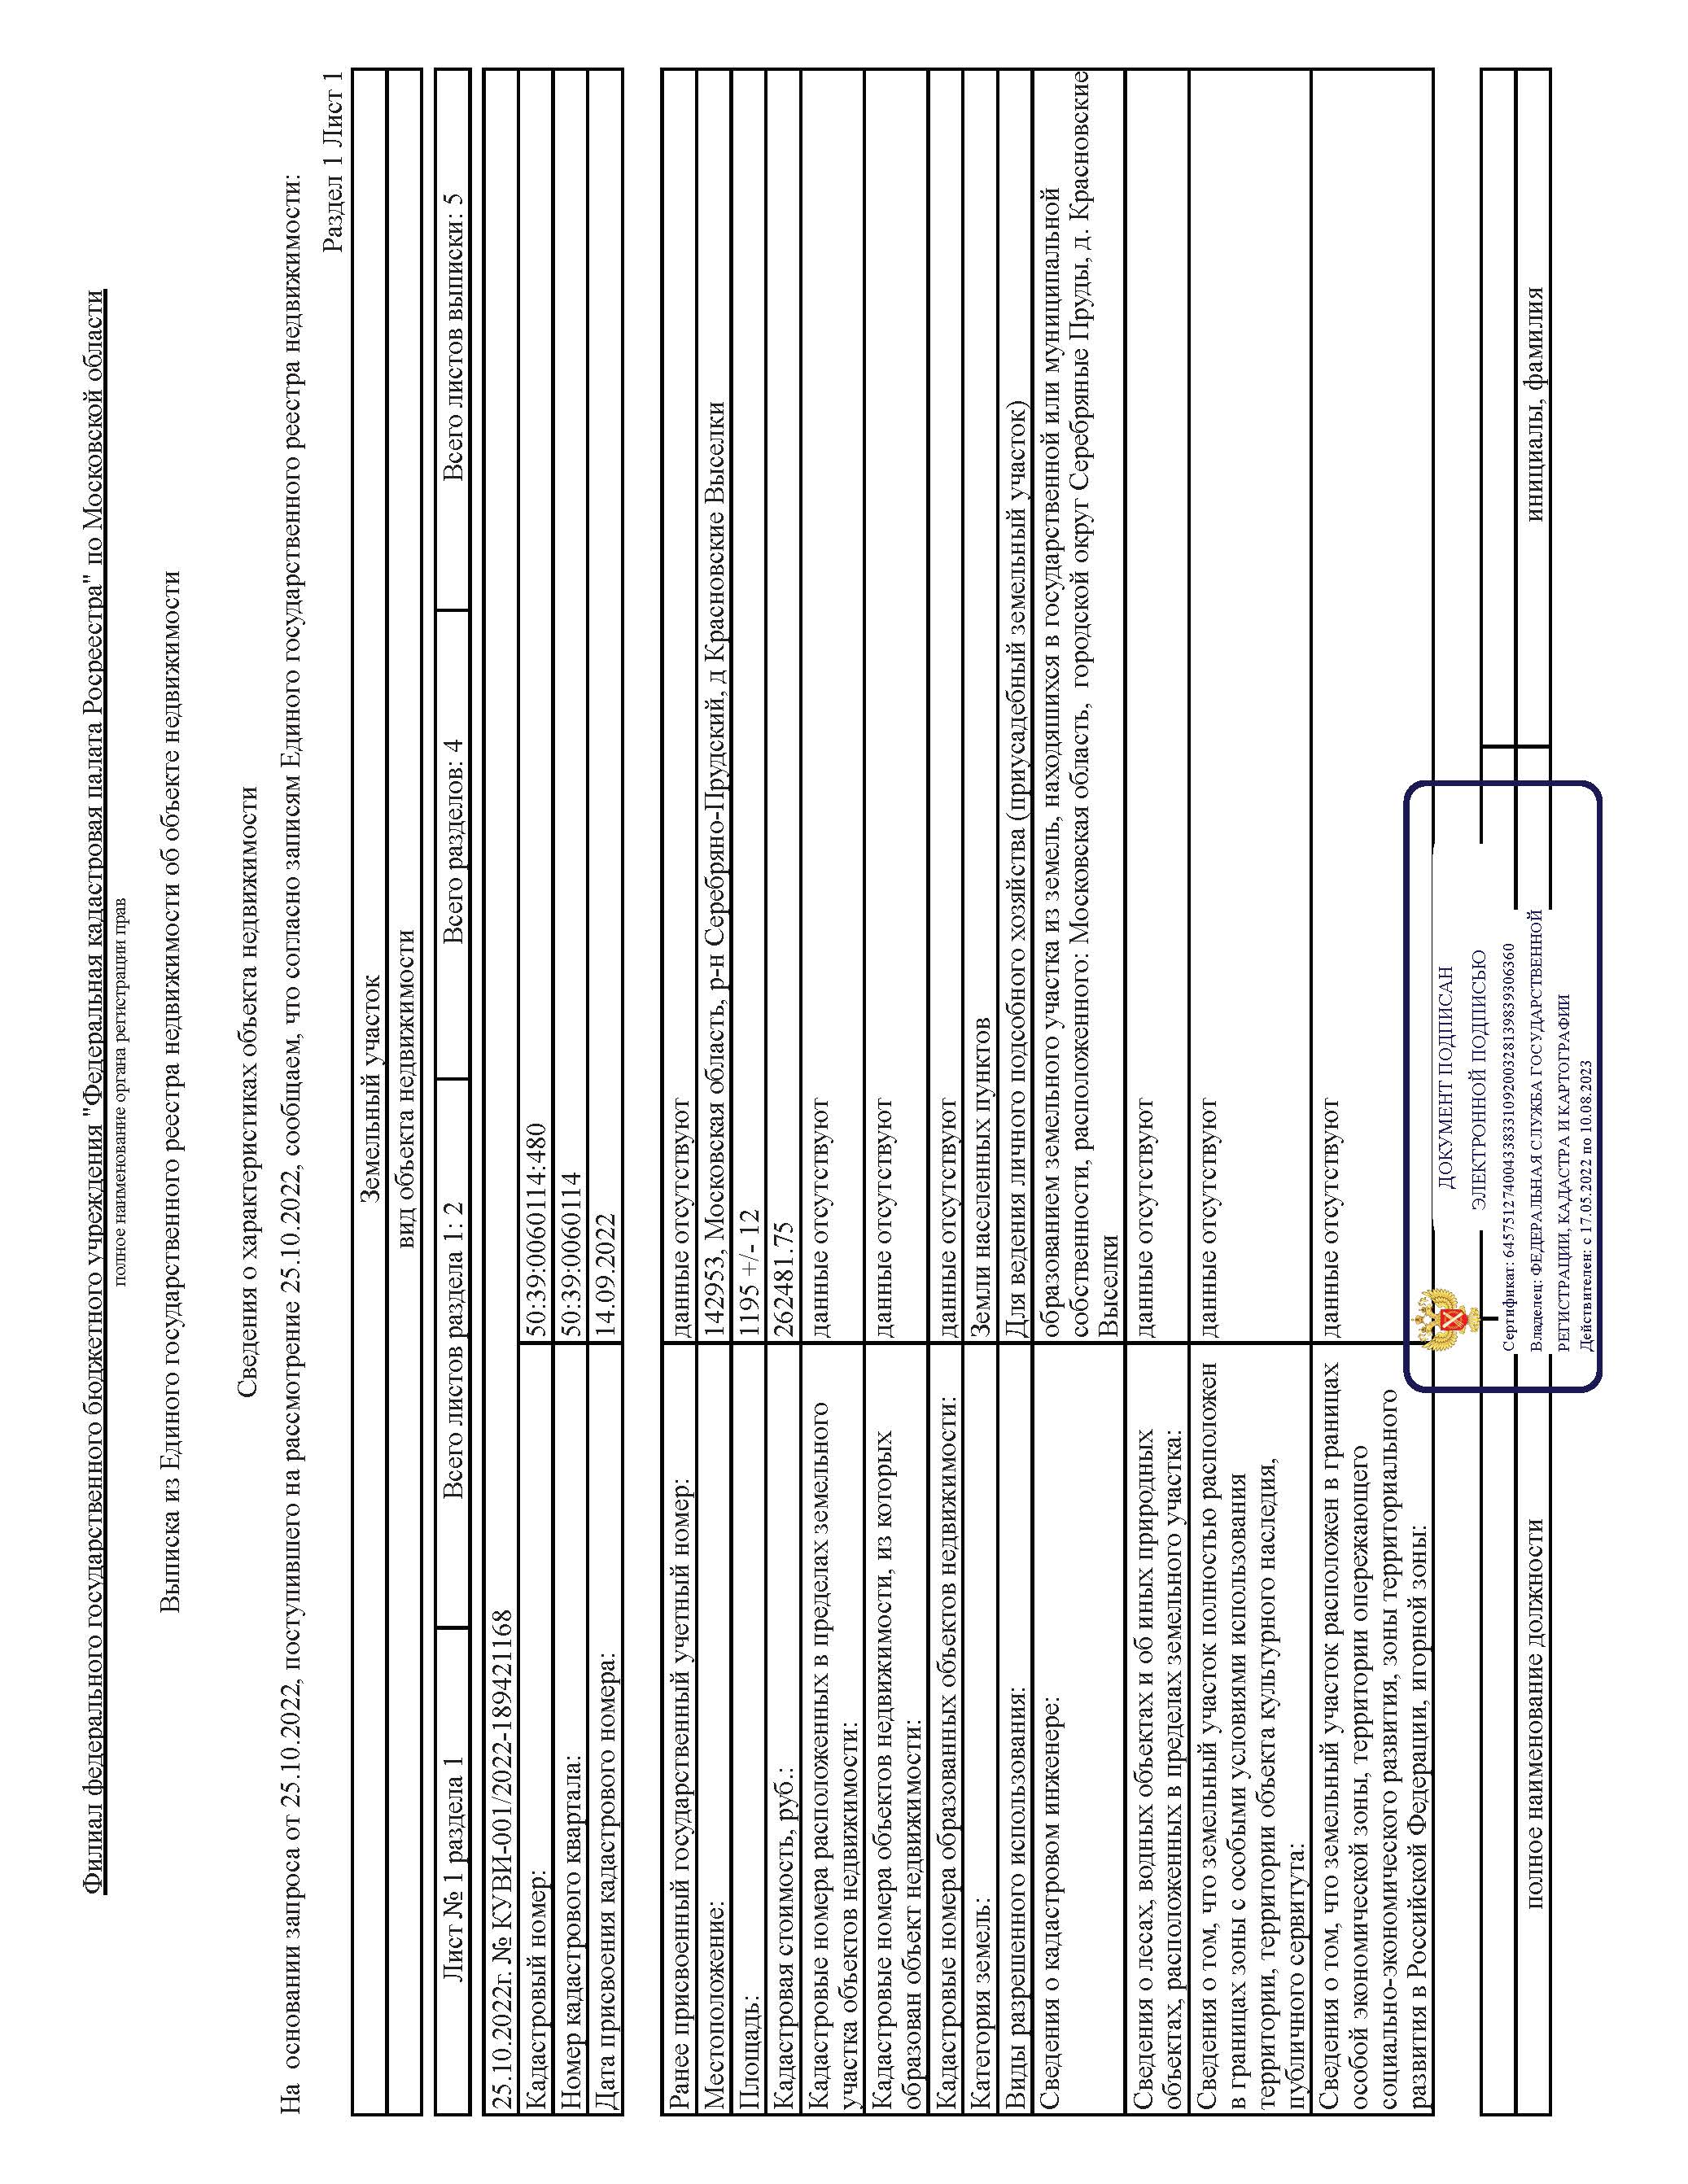 Филиал федерального государственного бюджетного учреждения "Федеральная кадастровая палата Росреестра" по Московской области
полное наименование органа регистрации прав
Выписка из Единого государственного реестра недвижимости об объекте недвижимости
Сведения о характеристиках объекта недвижимости
На основании запроса от 25.10.2022, поступившего на рассмотрение 25.10.2022, сообщаем, что согласно записям Единого государственного реестра недвижимости:
Раздел 1 Лист 1
Земельный участок
вид объекта недвижимости
Лист № 1 раздела 1 Всего листов раздела 1: 2 Всего разделов: 4 Всего листов выписки: 5
25.10.2022г. № КУВИ-001/2022-189421168
Кадастровый номер: 50:39:0060114:480
Номер кадастрового квартала: 50:39:0060114
Дата присвоения кадастрового номера: 14.09.2022
Ранее присвоенный государственный учетный номер: данные отсутствуют
Местоположение: 142953, Московская область, р-н Серебряно-Прудский, д Красновские Выселки
Площадь: 1195 +/- 12
Кадастровая стоимость, руб.: 262481.75
Кадастровые номера расположенных в пределах земельного
участка объектов недвижимости:
данные отсутствуют
Кадастровые номера объектов недвижимости, из которых
образован объект недвижимости:
данные отсутствуют
Кадастровые номера образованных объектов недвижимости: данные отсутствуют
Категория земель: Земли населенных пунктов
Виды разрешенного использования: Для ведения личного подсобного хозяйства (приусадебный земельный участок)
Сведения о кадастровом инженере:
образованием земельного участка из земель, находящихся в государственной или муниципальной
собственности, расположенного: Московская область, городской округ Серебряные Пруды, д. Красновские
Выселки
Сведения о лесах, водных объектах и об иных природных
объектах, расположенных в пределах земельного участка:
данные отсутствуют
Сведения о том, что земельный участок полностью расположен
в границах зоны с особыми условиями использования
территории, территории объекта культурного наследия,
публичного сервитута:
данные отсутствуют
Сведения о том, что земельный участок расположен в границах
особой экономической зоны, территории опережающего
социально-экономического развития, зоны территориального
развития в Российской Федерации, игорной зоны:
данные отсутствуют
ДОКУМЕНТ ПОДПИСАН
ЭЛЕКТРОННОЙ ПОДПИСЬЮ
Сертификат: 645751274004338331092003281398839306360
Владелец: ФЕДЕРАЛЬНАЯ СЛУЖБА ГОСУДАРСТВЕННОЙ
РЕГИСТРАЦИИ, КАДАСТРА И КАРТОГРАФИИ
Действителен: с 17.05.2022 по 10.08.2023
полное наименование должности
инициалы, фамилия